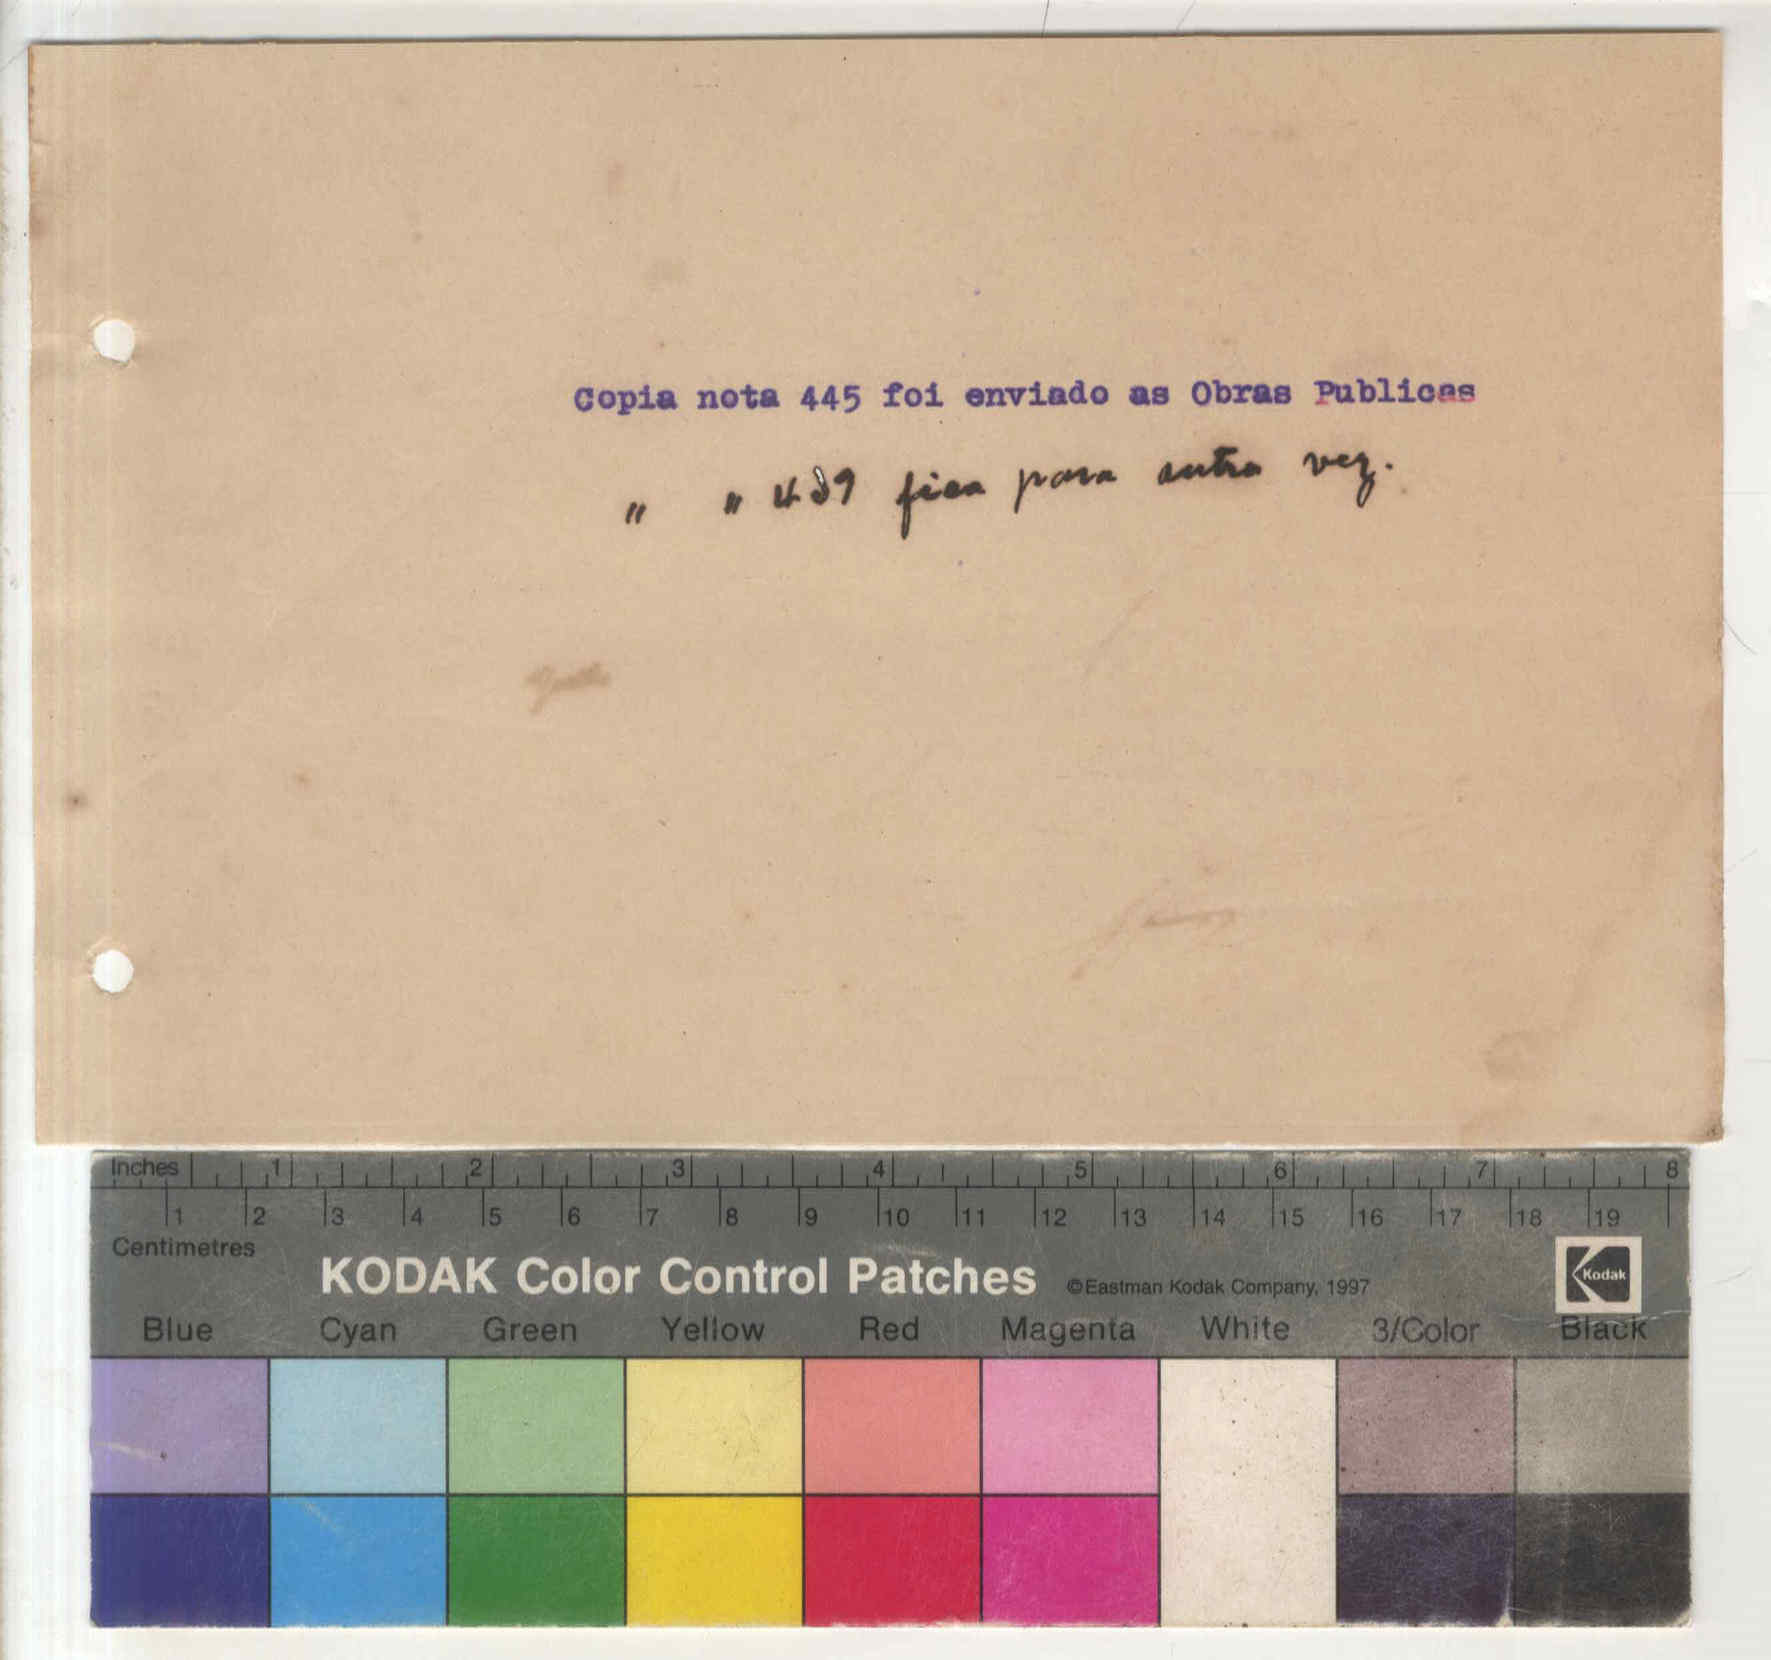 Copia nota 445 foi enviado as Obras Publicas
" " 439 fica para outra vez.
Inches 1 2 3 4 5 6 7 8
1 2 3 4 5 6 7 8 9 10 11 12 13 14 15 16 17 18 19
Centimetres
KODAK Color Control Patches ©Eastman Kodak Company, 1997 Kodak
Blue Cyan Green Yellow Red Magenta White 3/Color Black